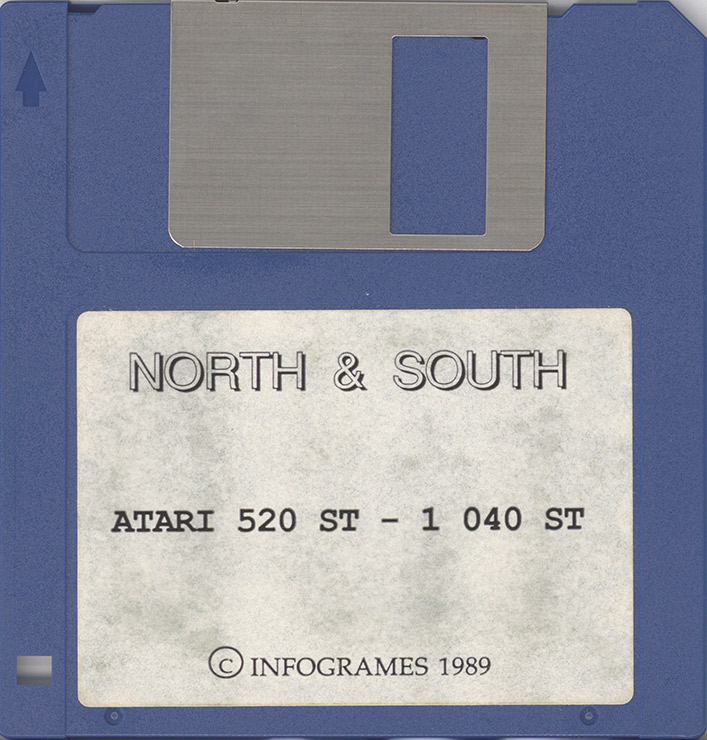 NORTH & SOUTH
ATARI 520 ST - 1 040 ST
© INFOGRAMES 1989